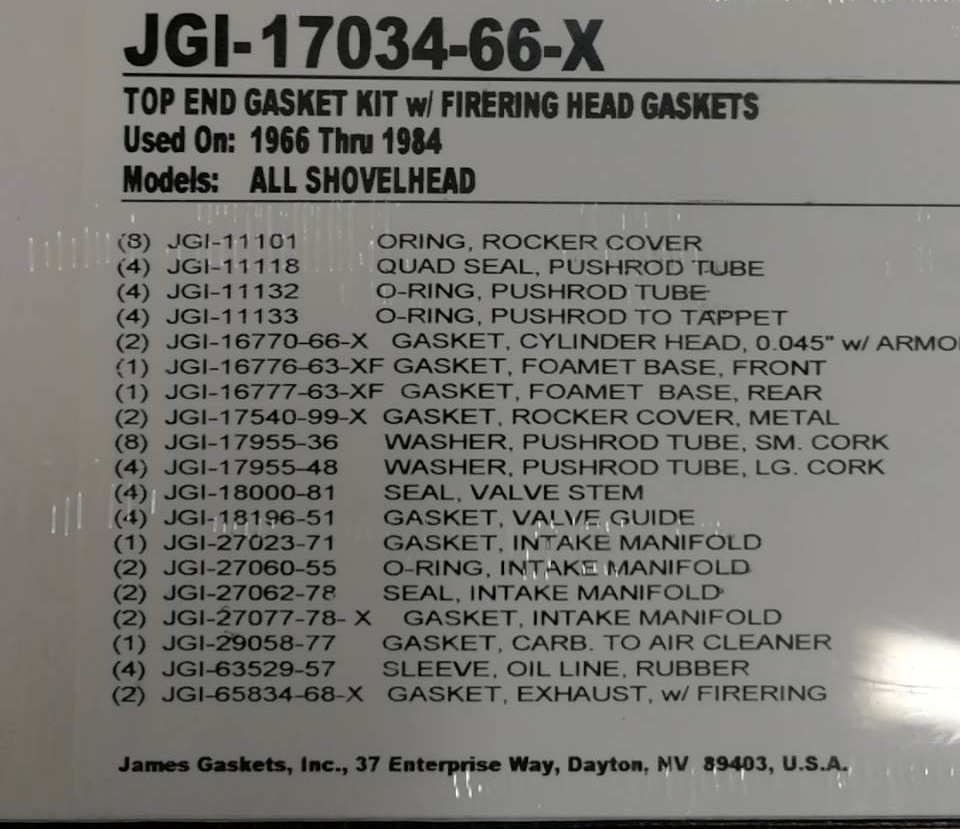 JGI-17034-66-X
TOP END GASKET KIT w/ FIRERING HEAD GASKETS
Used On: 1966 Thru 1984
Models: ALL SHOVELHEAD
(8) JGI-11101 ORING, ROCKER COVER
(4) JGI-11118 QUAD SEAL, PUSHROD TUBE
(4) JGI-11132 O-RING, PUSHROD TUBE
(4) JGI-11133 O-RING, PUSHROD TO TAPPET
(2) JGI-16770-66-X GASKET, CYLINDER HEAD, 0.045" w/ ARMO
(1) JGI-16776-63-XF GASKET, FOAMET BASE, FRONT
(1) JGI-16777-63-XF GASKET, FOAMET BASE, REAR
(2) JGI-17540-99-X GASKET, ROCKER COVER, METAL
(8) JGI-17955-36 WASHER, PUSHROD TUBE, SM. CORK
(4) JGI-17955-48 WASHER, PUSHROD TUBE, LG. CORK
(4) JGI-18000-81 SEAL, VALVE STEM
(4) JGI-18196-51 GASKET, VALVE GUIDE
(1) JGI-27023-71 GASKET, INTAKE MANIFOLD
(2) JGI-27060-55 O-RING, INTAKE MANIFOLD
(2) JGI-27062-78 SEAL, INTAKE MANIFOLD
(2) JGI-27077-78- X GASKET, INTAKE MANIFOLD
(1) JGI-29058-77 GASKET, CARB. TO AIR CLEANER
(4) JGI-63529-57 SLEEVE, OIL LINE, RUBBER
(2) JGI-65834-68-X GASKET, EXHAUST, w/ FIRERING
James Gaskets, Inc., 37 Enterprise Way, Dayton, NV 89403, U.S.A.